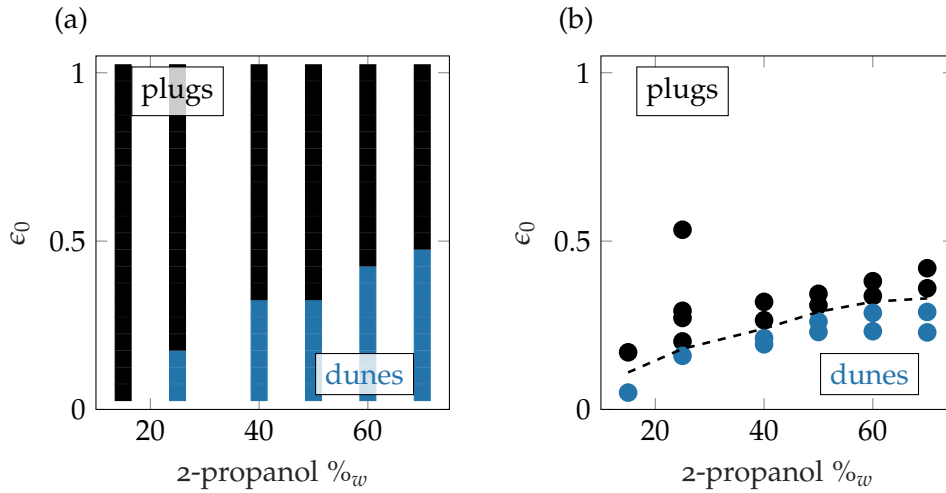 (a)
(b)
1
plugs
0.5
ϵ0
dunes
0
20 40 60
2-propanol %w
1
plugs
0.5
ϵ0
dunes
0
20 40 60
2-propanol %w